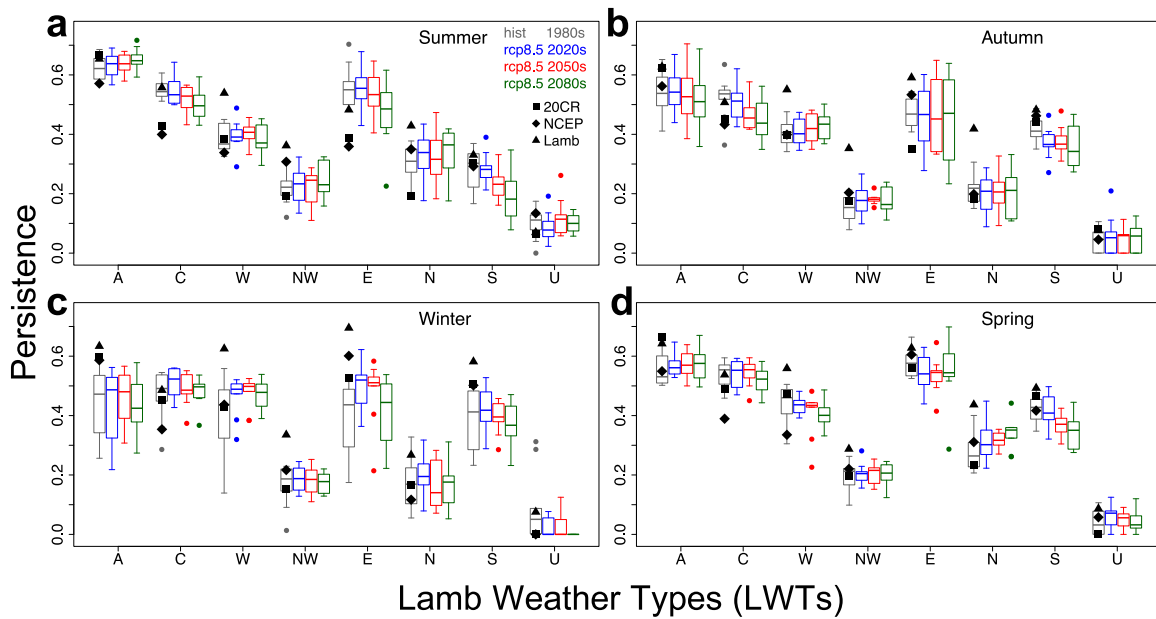 a
Summer
hist 1980s
rcp8.5 2020s
rcp8.5 2050s
rcp8.5 2080s
20CR
NCEP
Lamb
0.0 0.2 0.4 0.6
A C W NW E N S U
b
Autumn
0.0 0.2 0.4 0.6
A C W NW E N S U
c
Winter
0.0 0.2 0.4 0.6
A C W NW E N S U
d
Spring
0.0 0.2 0.4 0.6
A C W NW E N S U
Persistence
Lamb Weather Types (LWTs)